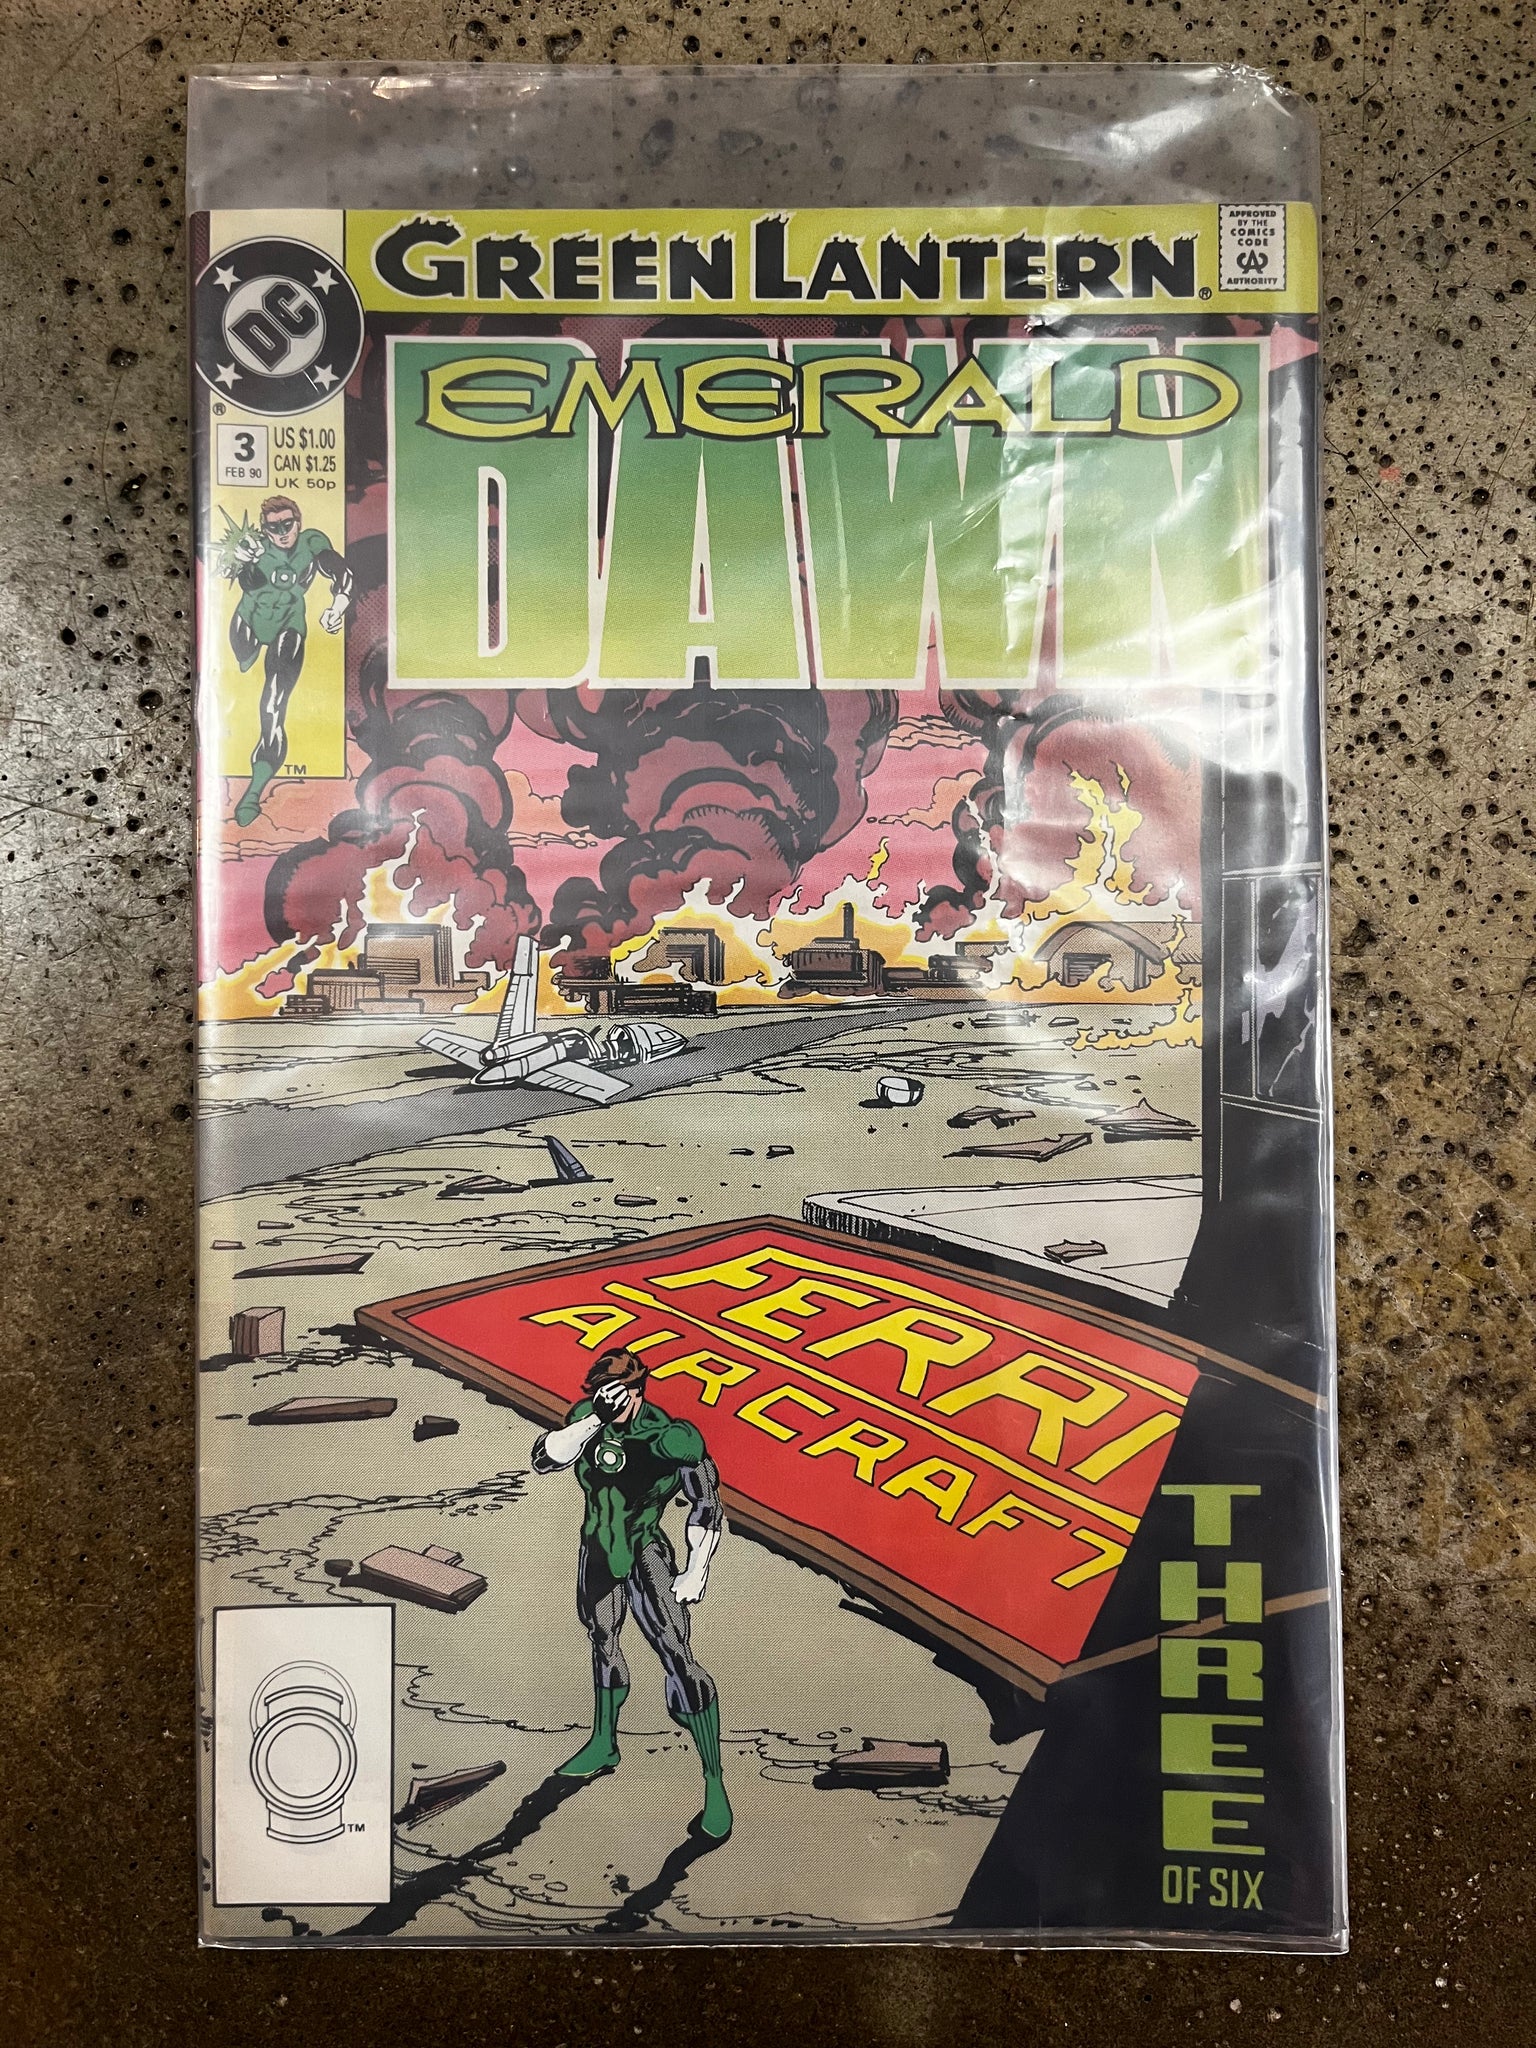 GREEN LANTERN®
APPROVED
BY THE
COMICS
CODE
CA
AUTHORITY
DC
®
3
FEB 90
US $1.00
CAN $1.25
UK 50p
EMERALD
DAWN
TM
FERRI
AIRCRAFT
THREE
OF SIX
TM